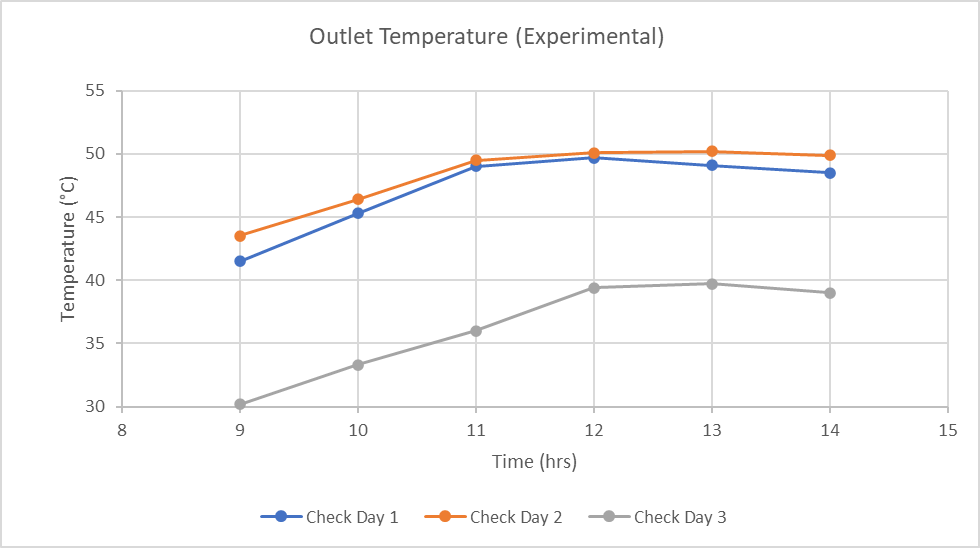 Outlet Temperature (Experimental)
55
50
45
40
35
30
Temperature (°C)
8 9 10 11 12 13 14 15
Time (hrs)
Check Day 1 Check Day 2 Check Day 3